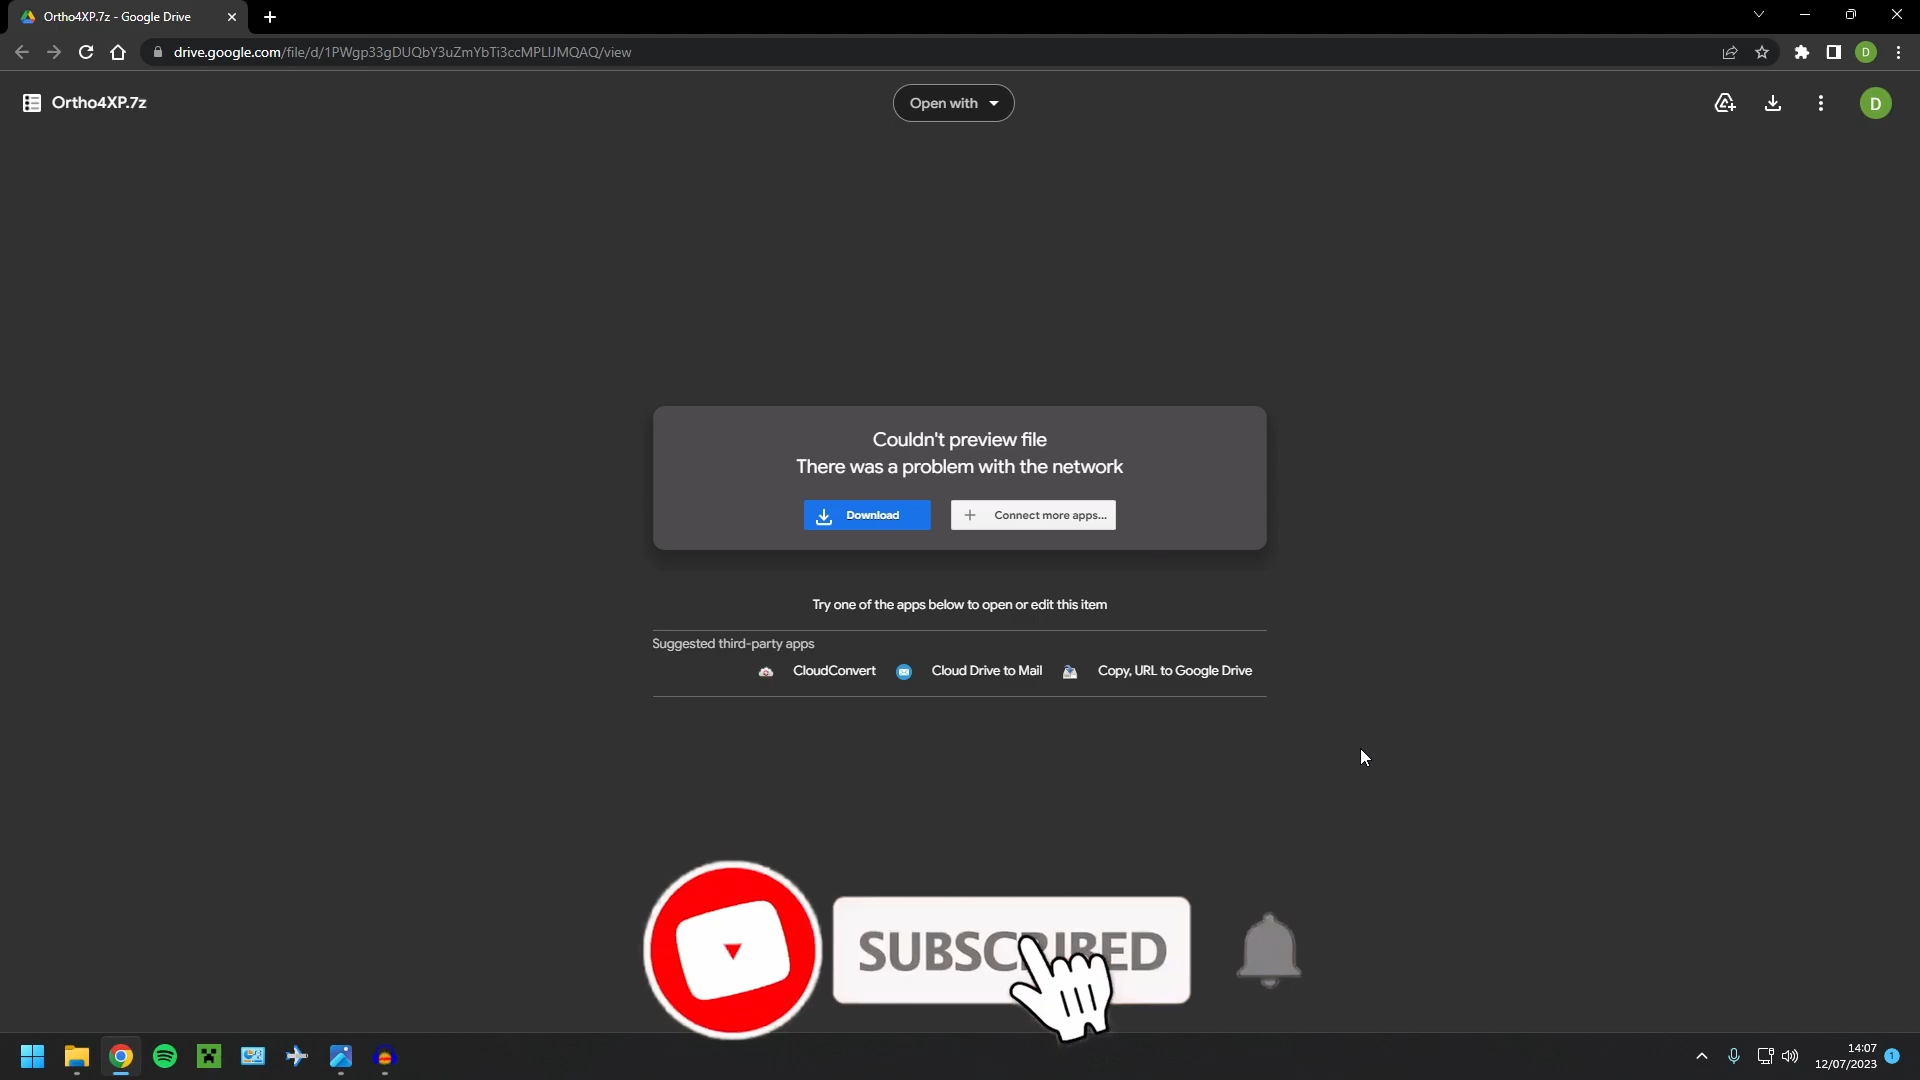 Ortho4XP.7z - Google Drive
drive.google.com/file/d/1PWgp33gDUQbY3uZmYbTi3ccMPLIJMQAQ/view
D
Ortho4XP.7z
Open with
D
Couldn't preview file
There was a problem with the network
Download
Connect more apps...
Try one of the apps below to open or edit this item
Suggested third-party apps
CloudConvert
Cloud Drive to Mail
Copy, URL to Google Drive
SUBSCRIBED
14:07
12/07/2023
1